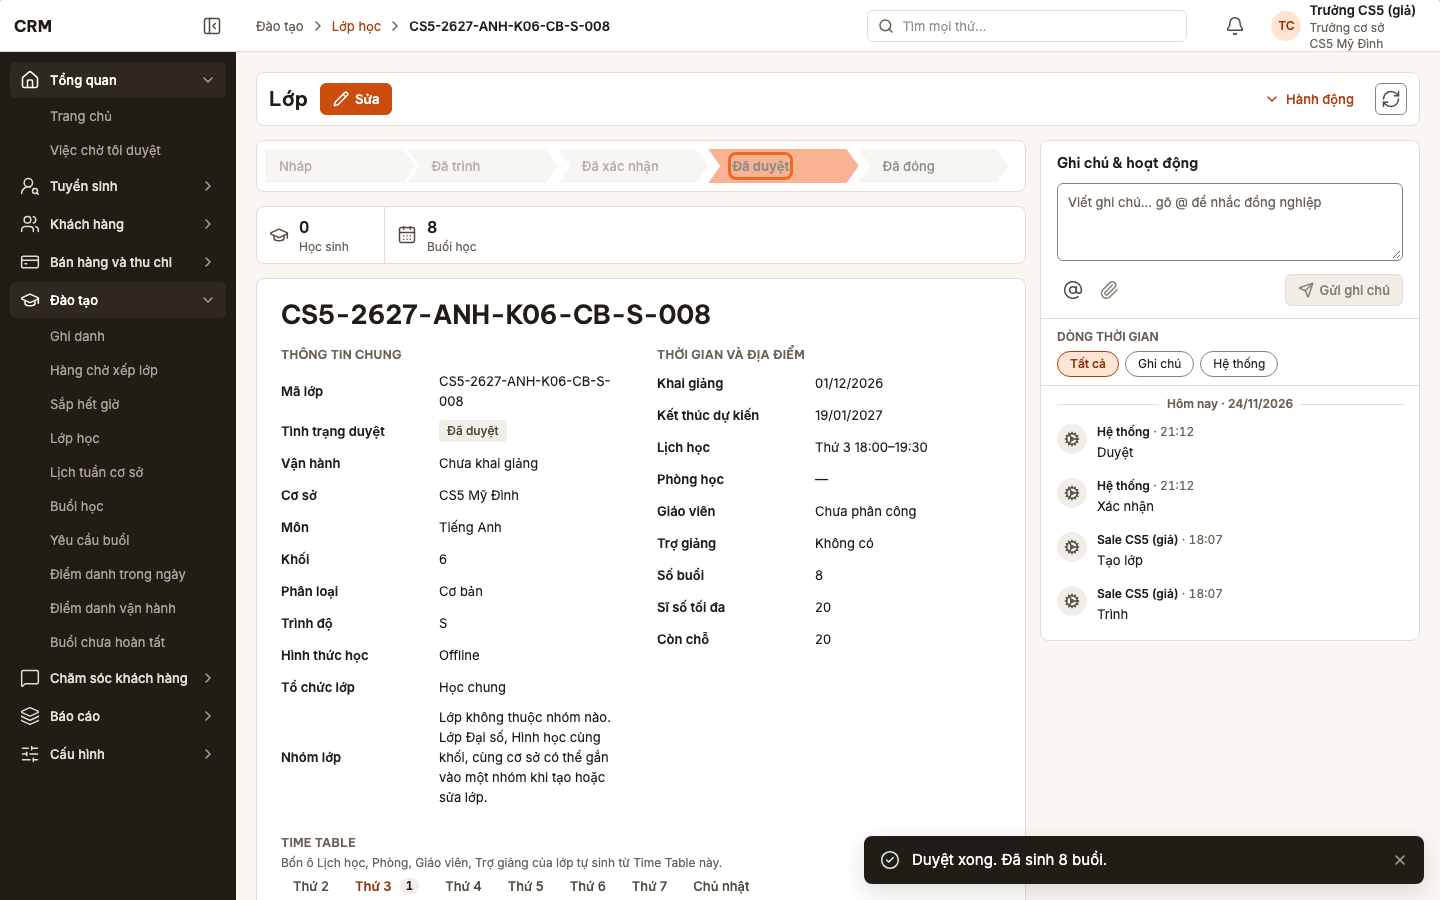 CRM
Đào tạo > Lớp học > CS5-2627-ANH-K06-CB-S-008
Tìm mọi thứ...
TC
Trưởng CS5 (giả)
Trưởng cơ sở
CS5 Mỹ Đình
Tổng quan
Trang chủ
Việc chờ tôi duyệt
Tuyển sinh
Khách hàng
Bán hàng và thu chi
Đào tạo
Ghi danh
Hàng chờ xếp lớp
Sắp hết giờ
Lớp học
Lịch tuần cơ sở
Buổi học
Yêu cầu buổi
Điểm danh trong ngày
Điểm danh vận hành
Buổi chưa hoàn tất
Chăm sóc khách hàng
Báo cáo
Cấu hình
Lớp
Sửa
Hành động
Nháp
Đã trình
Đã xác nhận
Đã duyệt
Đã đóng
0
Học sinh
8
Buổi học
CS5-2627-ANH-K06-CB-S-008
THÔNG TIN CHUNG
Mã lớp CS5-2627-ANH-K06-CB-S-
008
Tình trạng duyệt Đã duyệt
Vận hành Chưa khai giảng
Cơ sở CS5 Mỹ Đình
Môn Tiếng Anh
Khối 6
Phân loại Cơ bản
Trình độ S
Hình thức học Offline
Tổ chức lớp Học chung
Nhóm lớp
Lớp không thuộc nhóm nào.
Lớp Đại số, Hình học cùng
khối, cùng cơ sở có thể gắn
vào một nhóm khi tạo hoặc
sửa lớp.
THỜI GIAN VÀ ĐỊA ĐIỂM
Khai giảng 01/12/2026
Kết thúc dự kiến 19/01/2027
Lịch học Thứ 3 18:00–19:30
Phòng học —
Giáo viên Chưa phân công
Trợ giảng Không có
Số buổi 8
Sĩ số tối đa 20
Còn chỗ 20
TIME TABLE
Bốn ô Lịch học, Phòng, Giáo viên, Trợ giảng của lớp tự sinh từ Time Table này.
Thứ 2 Thứ 3 1 Thứ 4 Thứ 5 Thứ 6 Thứ 7 Chủ nhật
Ghi chú & hoạt động
Viết ghi chú... gõ @ để nhắc đồng nghiệp
Gửi ghi chú
DÒNG THỜI GIAN
Tất cả Ghi chú Hệ thống
Hôm nay · 24/11/2026
Hệ thống · 21:12
Duyệt
Hệ thống · 21:12
Xác nhận
Sale CS5 (giả) · 18:07
Tạo lớp
Sale CS5 (giả) · 18:07
Trình
Duyệt xong. Đã sinh 8 buổi.